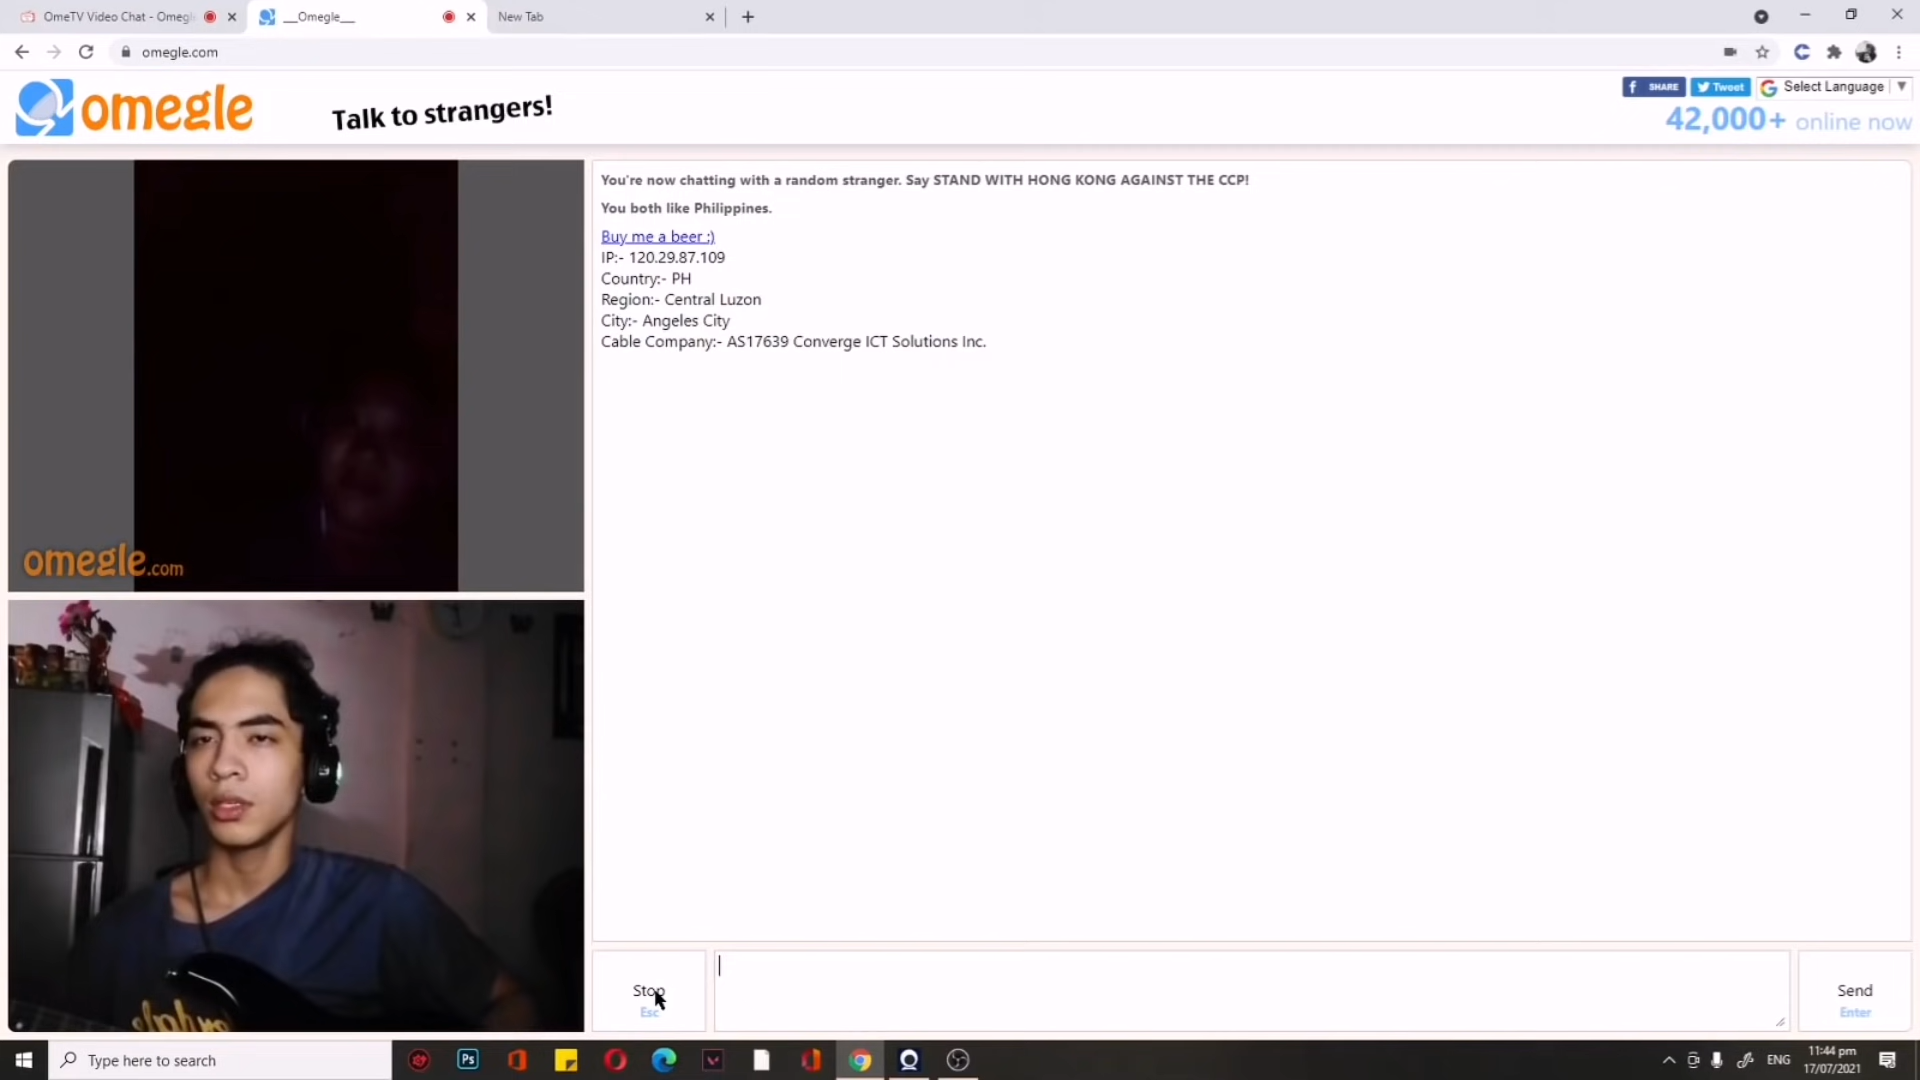 OmeTV Video Chat - Omegl
__Omegle__
New Tab
omegle.com
omegle
Talk to strangers!
SHARE
Tweet
Select Language
42,000+ online now
You're now chatting with a random stranger. Say STAND WITH HONG KONG AGAINST THE CCP!
You both like Philippines.
Buy me a beer :)
IP:- 120.29.87.109
Country:- PH
Region:- Central Luzon
City:- Angeles City
Cable Company:- AS17639 Converge ICT Solutions Inc.
omegle.com
Stop
Esc
Send
Enter
Type here to search
Ps
ENG
11:44 pm
17/07/2021